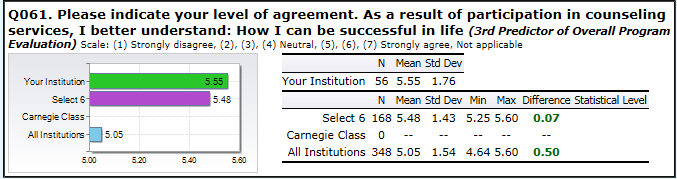 Q061. Please indicate your level of agreement. As a result of participation in counseling
services, I better understand: How I can be successful in life (3rd Predictor of Overall Program
Evaluation) Scale: (1) Strongly disagree, (2), (3), (4) Neutral, (5), (6), (7) Strongly agree, Not applicable
Your Institution 5.55
Select 6 5.48
Carnegie Class
All Institutions 5.05
5.00 5.20 5.40 5.60
N Mean Std Dev
Your Institution 56 5.55 1.76
N Mean Std Dev Min Max Difference Statistical Level
Select 6 168 5.48 1.43 5.25 5.60 0.07
Carnegie Class 0 -- -- -- -- --
All Institutions 348 5.05 1.54 4.64 5.60 0.50